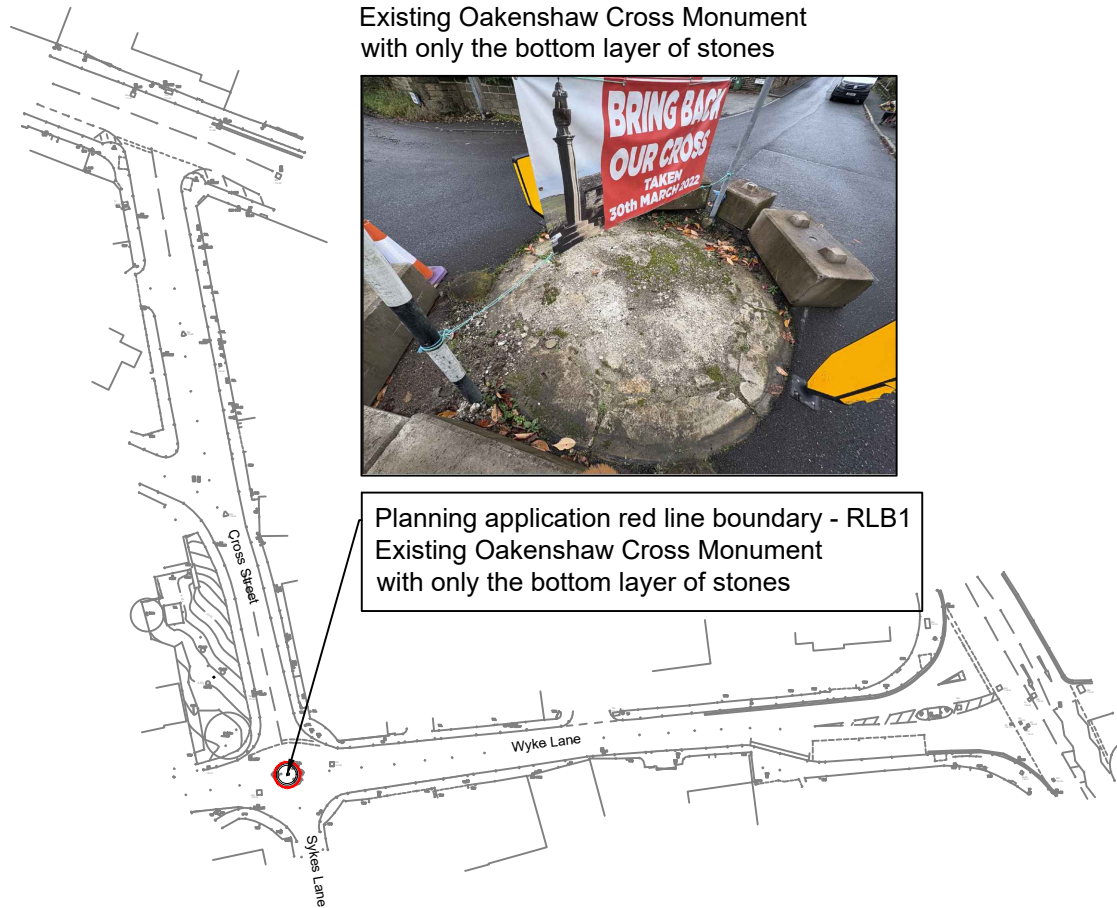 Existing Oakenshaw Cross Monument
with only the bottom layer of stones
BRING BACK
OUR CROSS
TAKEN
30th MARCH 2022
Planning application red line boundary - RLB1
Existing Oakenshaw Cross Monument
with only the bottom layer of stones
Cross Street
Wyke Lane
Sykes Lane